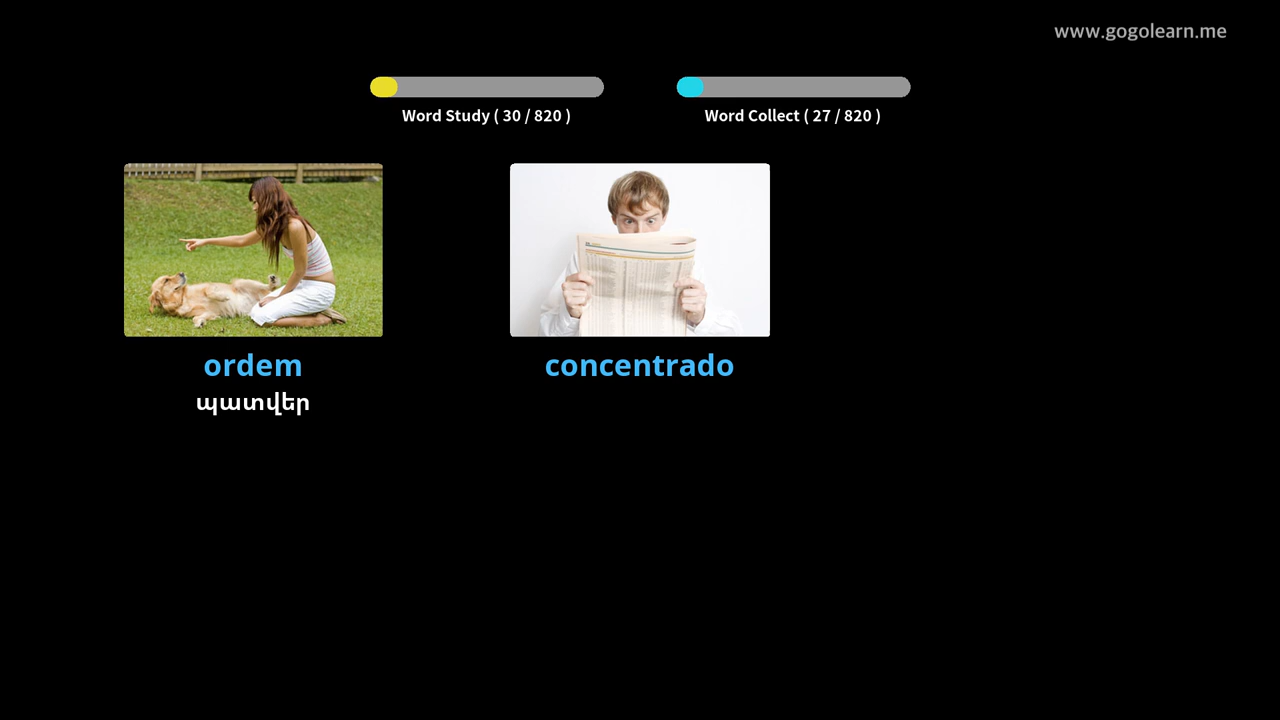 www.gogolearn.me
Word Study ( 30 / 820 )
Word Collect ( 27 / 820 )
ordem
պատվեր
concentrado